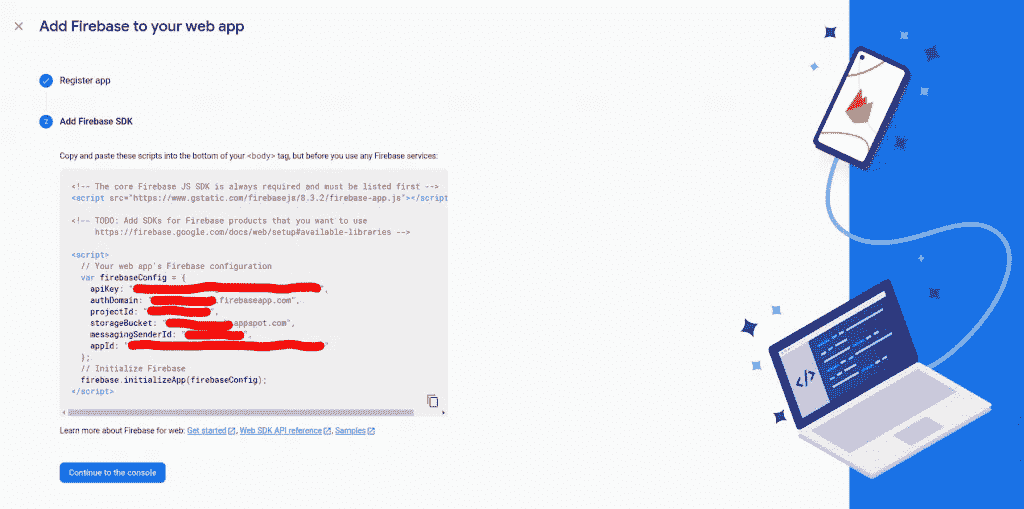 Add Firebase to your web app
Register app
2 Add Firebase SDK
Copy and paste these scripts into the bottom of your <body> tag, but before you use any Firebase services:
<!-- The core Firebase JS SDK is always required and must be listed first -->
<script src="https://www.gstatic.com/firebasejs/8.3.2/firebase-app.js"></script
<!-- TODO: Add SDKs for Firebase products that you want to use
https://firebase.google.com/docs/web/setup#available-libraries -->
<script>
// Your web app's Firebase configuration
var firebaseConfig = {
apiKey: "",
authDomain: ".firebaseapp.com",
projectId: "",
storageBucket: ".appspot.com",
messagingSenderId: "",
appId: "
};
// Initialize Firebase
firebase.initializeApp(firebaseConfig);
</script>
Learn more about Firebase for web: Get started, Web SDK API reference, Samples
Continue to the console
</>